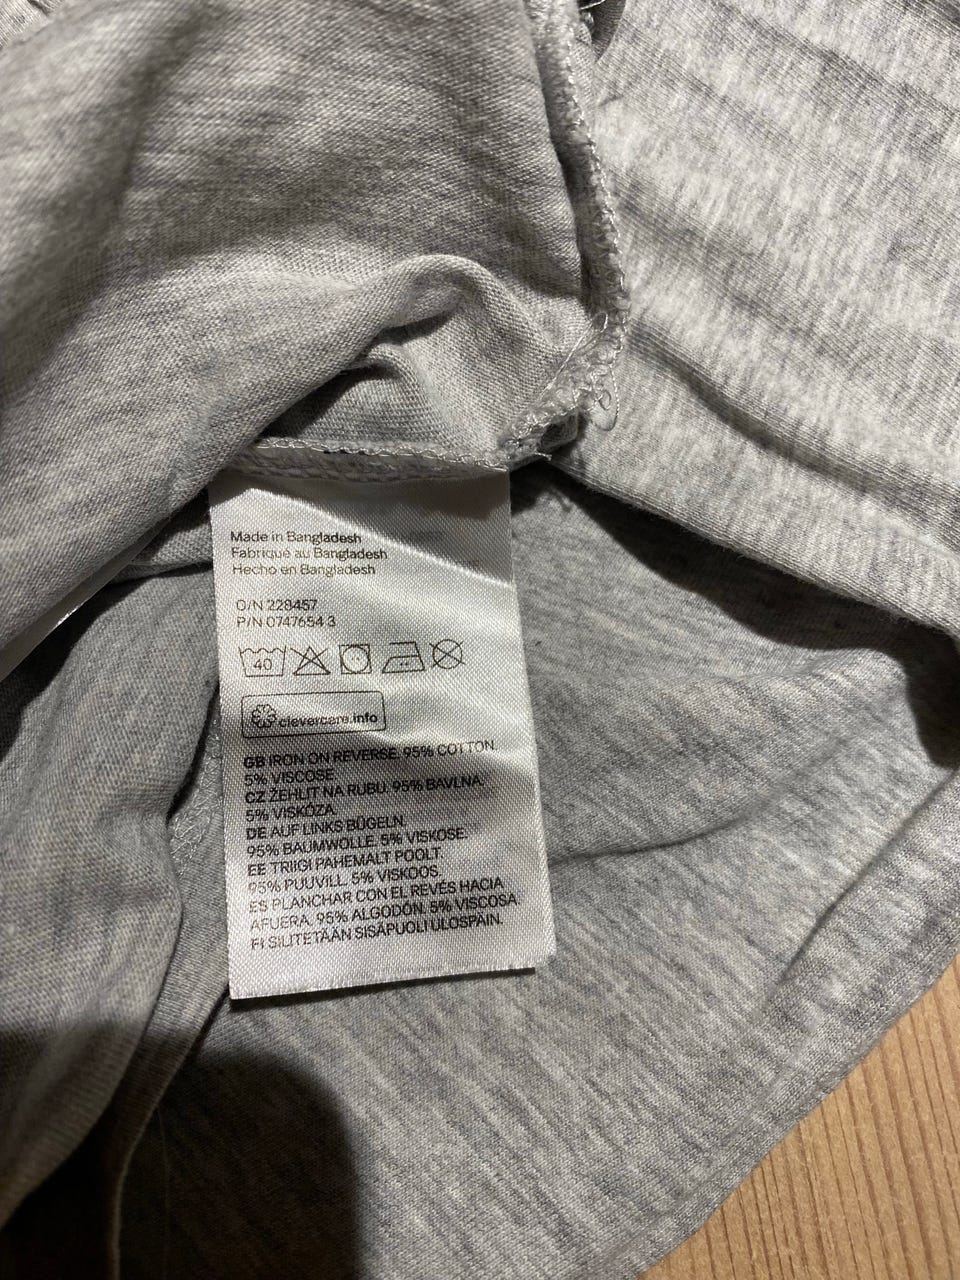 Made in Bangladesh
Fabriqué au Bangladesh
Hecho en Bangladesh
O/N 228457
P/N 0747654 3
40
clevercare.info
GB IRON ON REVERSE. 95% COTTON.
5% VISCOSE.
CZ ŽEHLIT NA RUBU. 95% BAVLNA.
5% VISKÓZA.
DE AUF LINKS BÜGELN.
95% BAUMWOLLE. 5% VISKOSE.
EE TRIIGI PAHEMALT POOLT.
95% PUUVILL. 5% VISKOOS.
ES PLANCHAR CON EL REVÉS HACIA
AFUERA. 95% ALGODÓN. 5% VISCOSA.
FI SILITETÄÄN SISÄPUOLI ULOSPÄIN.